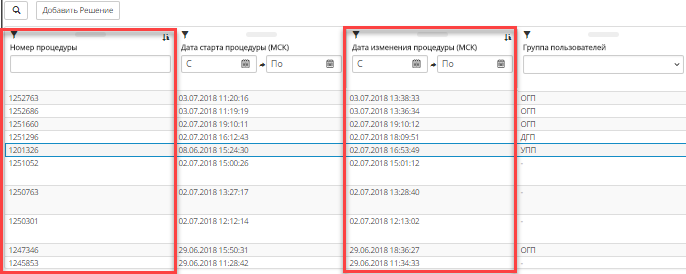 Добавить Решение
Номер процедуры Дата старта процедуры (МСК) Дата изменения процедуры (МСК) Группа пользователей
С По С По
1252763 03.07.2018 11:20:16 03.07.2018 13:38:33 ОГП
1252686 03.07.2018 11:19:19 03.07.2018 13:36:34 ОГП
1251660 02.07.2018 19:10:11 02.07.2018 19:10:12 ОГП
1251296 02.07.2018 16:12:43 02.07.2018 18:09:51 ДГП
1201326 08.06.2018 15:24:30 02.07.2018 16:53:49 УПП
1251052 02.07.2018 15:00:26 02.07.2018 15:01:12 -
1250763 02.07.2018 13:27:17 02.07.2018 13:28:40 -
1250301 02.07.2018 12:12:14 02.07.2018 12:13:02 -
1247346 29.06.2018 15:50:31 29.06.2018 18:36:27 ОГП
1245853 29.06.2018 11:28:42 29.06.2018 11:34:33 -